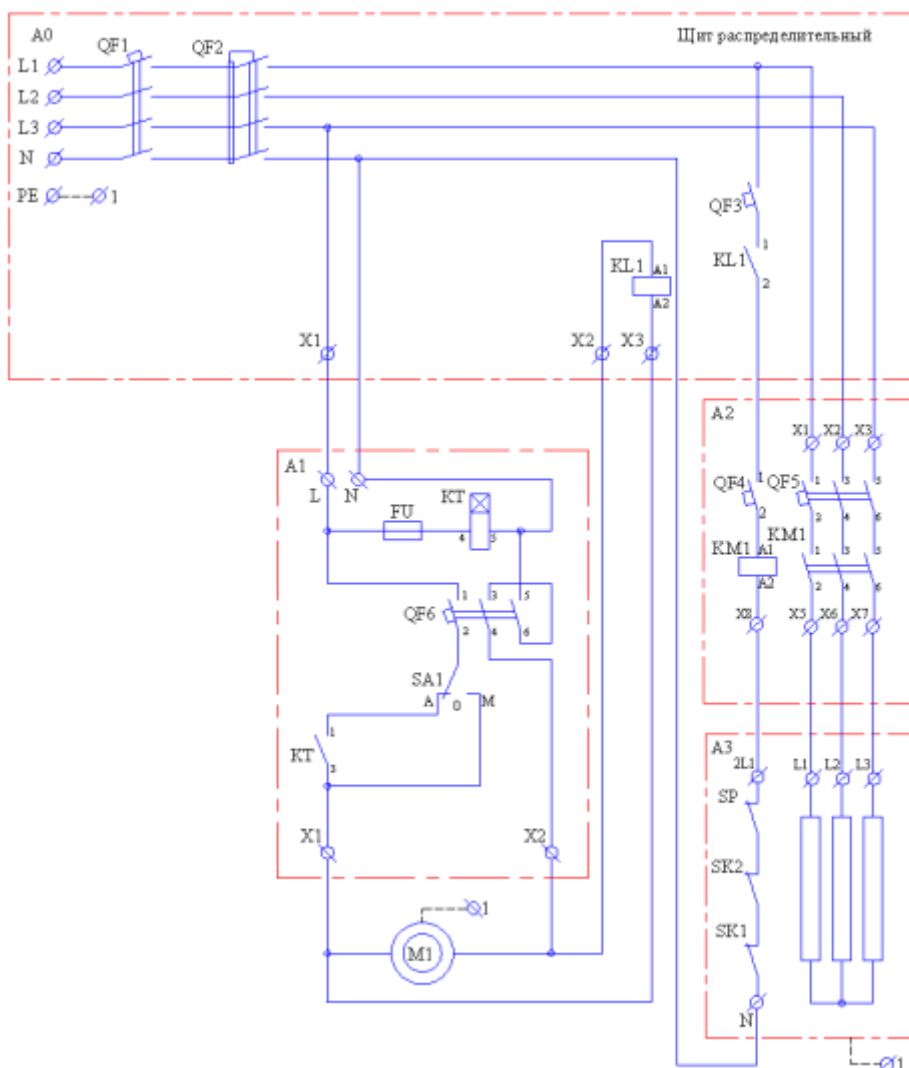 A0
QF1
QF2
Щит распределительный
L1
L2
L3
N
PE
1
QF3
1
KL1
2
KL1
A1
A2
X1
X2
X3
A2
X1
X2
X3
A1
L
N
FU
KT
4
5
QF4
1
2
QF5
1
3
5
2
4
6
KM1
KM1
A1
A2
1
3
5
2
4
6
QF6
1
3
5
2
4
6
X8
X5
X6
X7
SA1
A
0
M
KT
1
3
A3
2L1
L1
L2
L3
SP
X1
X2
SK2
1
SK1
M1
N
1